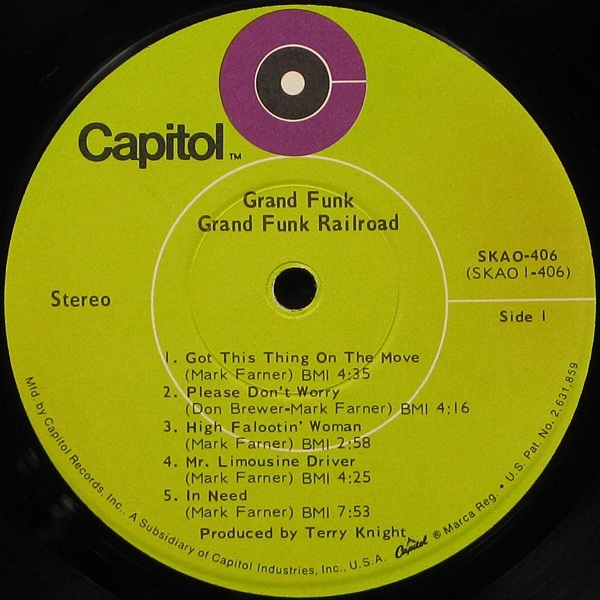 Capitol™
Grand Funk
Grand Funk Railroad
SKAO-406
(SKAO 1-406)
Stereo
Side 1
1. Got This Thing On The Move
(Mark Farner) BMI 4:35
2. Please Don't Worry
(Don Brewer-Mark Farner) BMI 4:16
3. High Falootin' Woman
(Mark Farner) BMI 2:58
4. Mr. Limousine Driver
(Mark Farner) BMI 4:25
5. In Need
(Mark Farner) BMI 7:53
Produced by Terry Knight
Mfd. by Capitol Records, Inc., A Subsidiary of Capitol Industries, Inc., U.S.A. Capitol ® Marca Reg. • U.S. Pat. No. 2,631,859